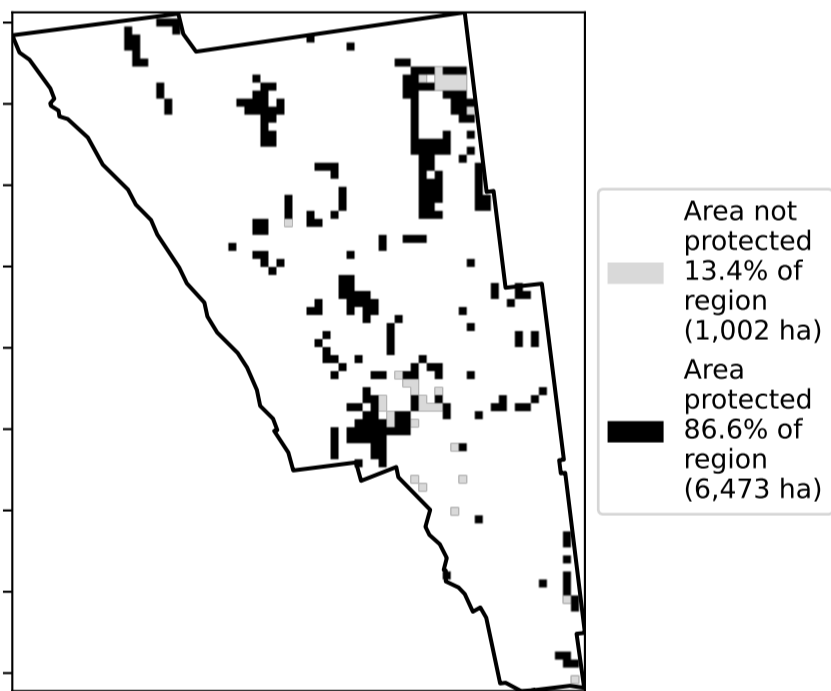 Area not
protected
13.4% of
region
(1,002 ha)
Area
protected
86.6% of
region
(6,473 ha)